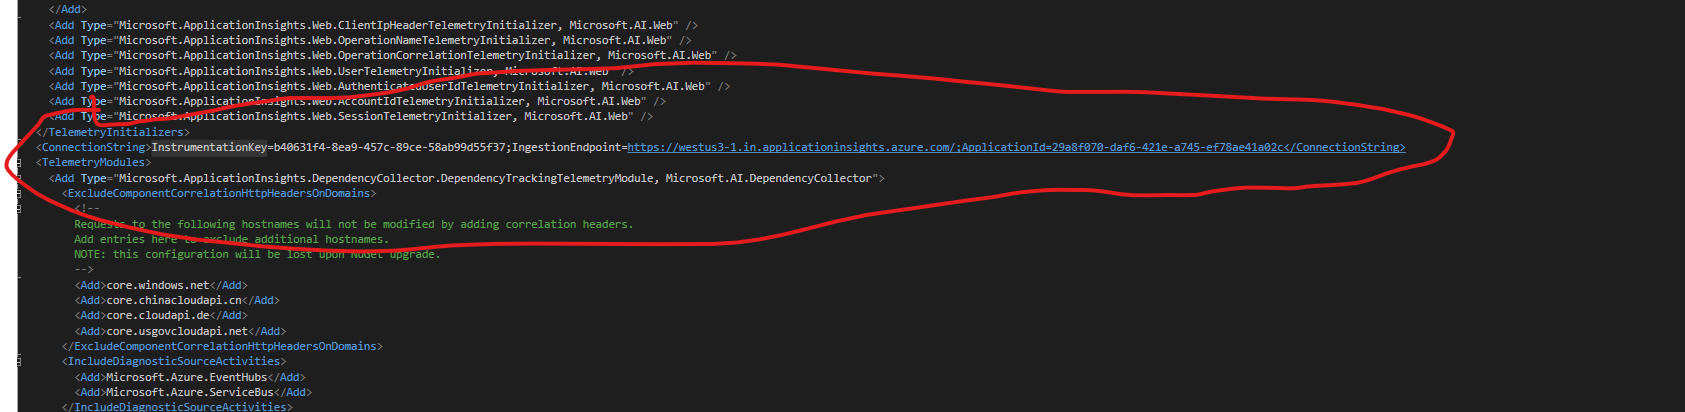 </Add>
<Add Type="Microsoft.ApplicationInsights.Web.ClientIpHeaderTelemetryInitializer, Microsoft.AI.Web" />
<Add Type="Microsoft.ApplicationInsights.Web.OperationNameTelemetryInitializer, Microsoft.AI.Web" />
<Add Type="Microsoft.ApplicationInsights.Web.OperationCorrelationTelemetryInitializer, Microsoft.AI.Web" />
<Add Type="Microsoft.ApplicationInsights.Web.UserTelemetryInitializer, Microsoft.AI.Web" />
<Add Type="Microsoft.ApplicationInsights.Web.AuthenticatedUserIdTelemetryInitializer, Microsoft.AI.Web" />
<Add Type="Microsoft.ApplicationInsights.Web.AccountIdTelemetryInitializer, Microsoft.AI.Web" />
<Add Type="Microsoft.ApplicationInsights.Web.SessionTelemetryInitializer, Microsoft.AI.Web" />
</TelemetryInitializers>
<ConnectionString>InstrumentationKey=b40631f4-8ea9-457c-89ce-58ab99d55f37;IngestionEndpoint=https://westus3-1.in.applicationinsights.azure.com/;ApplicationId=29a8f070-daf6-421e-a745-ef78ae41a02c</ConnectionString>
<TelemetryModules>
<Add Type="Microsoft.ApplicationInsights.DependencyCollector.DependencyTrackingTelemetryModule, Microsoft.AI.DependencyCollector">
<ExcludeComponentCorrelationHttpHeadersOnDomains>
<!--
Requests to the following hostnames will not be modified by adding correlation headers.
Add entries here to exclude additional hostnames.
NOTE: this configuration will be lost upon NuGet upgrade.
-->
<Add>core.windows.net</Add>
<Add>core.chinacloudapi.cn</Add>
<Add>core.cloudapi.de</Add>
<Add>core.usgovcloudapi.net</Add>
</ExcludeComponentCorrelationHttpHeadersOnDomains>
<IncludeDiagnosticSourceActivities>
<Add>Microsoft.Azure.EventHubs</Add>
<Add>Microsoft.Azure.ServiceBus</Add>
</IncludeDiagnosticSourceActivities>